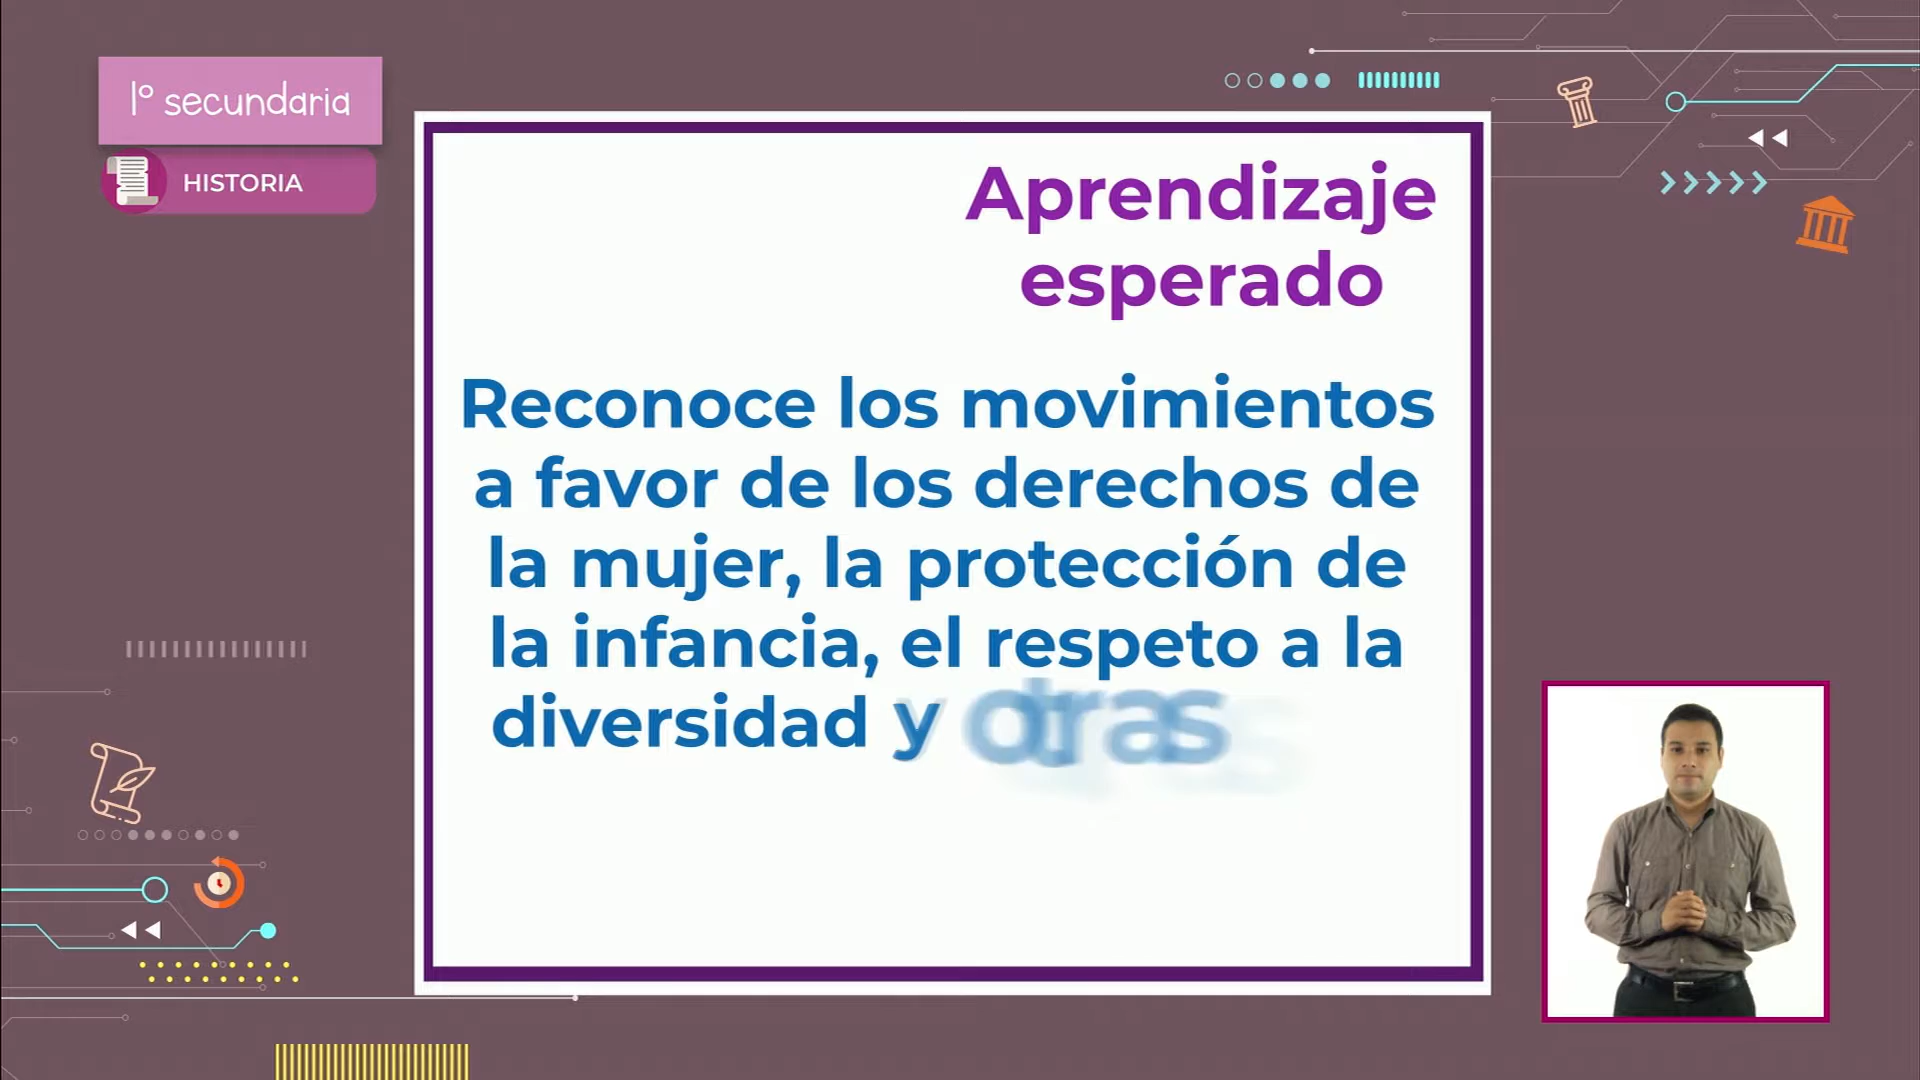 1° secundaria
HISTORIA
Aprendizaje
esperado
Reconoce los movimientos
a favor de los derechos de
la mujer, la protección de
la infancia, el respeto a la
diversidad y otras